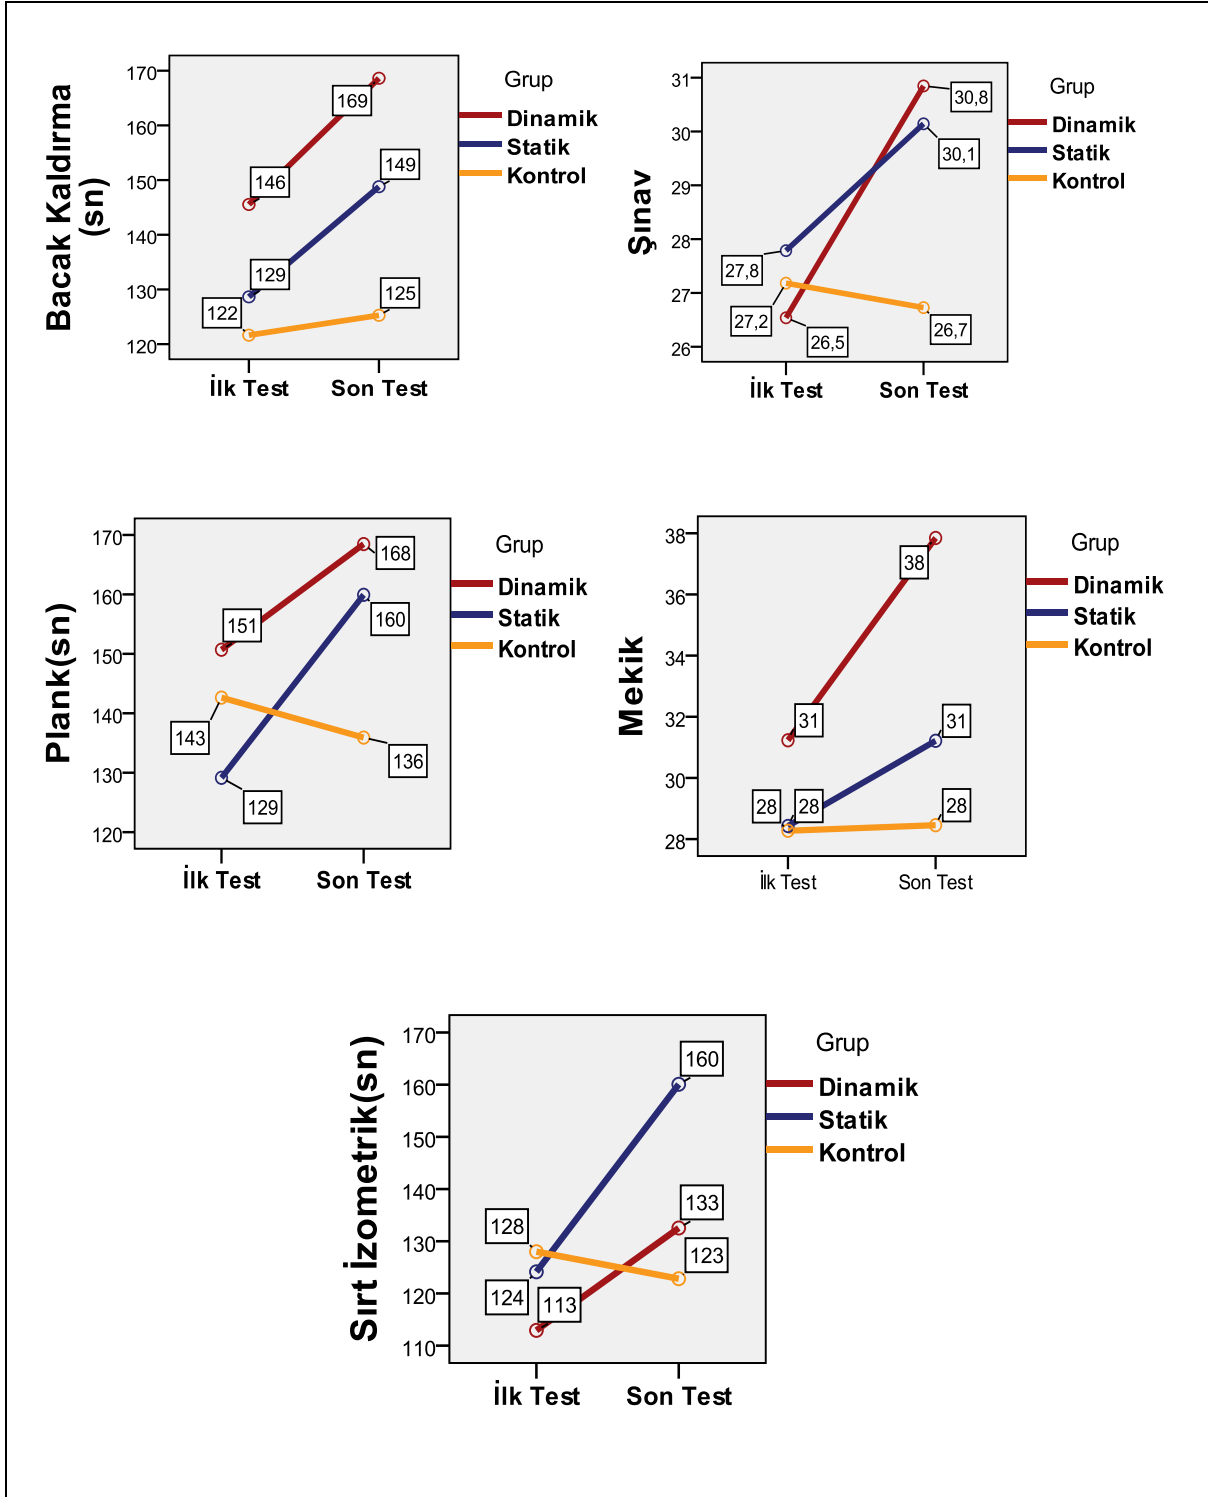 Bacak Kaldırma
(sn)
170
160
150
140
130
120
146
169
129
149
122
125
İlk Test
Son Test
Grup
Dinamik
Statik
Kontrol
Şınav
31
30
29
28
27
26
30,8
30,1
27,8
27,2
26,5
26,7
İlk Test
Son Test
Grup
Dinamik
Statik
Kontrol
Plank(sn)
170
160
150
140
130
120
151
168
160
143
136
129
İlk Test
Son Test
Grup
Dinamik
Statik
Kontrol
Mekik
38
36
34
32
30
28
38
31
31
28
28
28
İlk Test
Son Test
Grup
Dinamik
Statik
Kontrol
Sırt İzometrik(sn)
170
160
150
140
130
120
110
160
128
133
123
124
113
İlk Test
Son Test
Grup
Dinamik
Statik
Kontrol